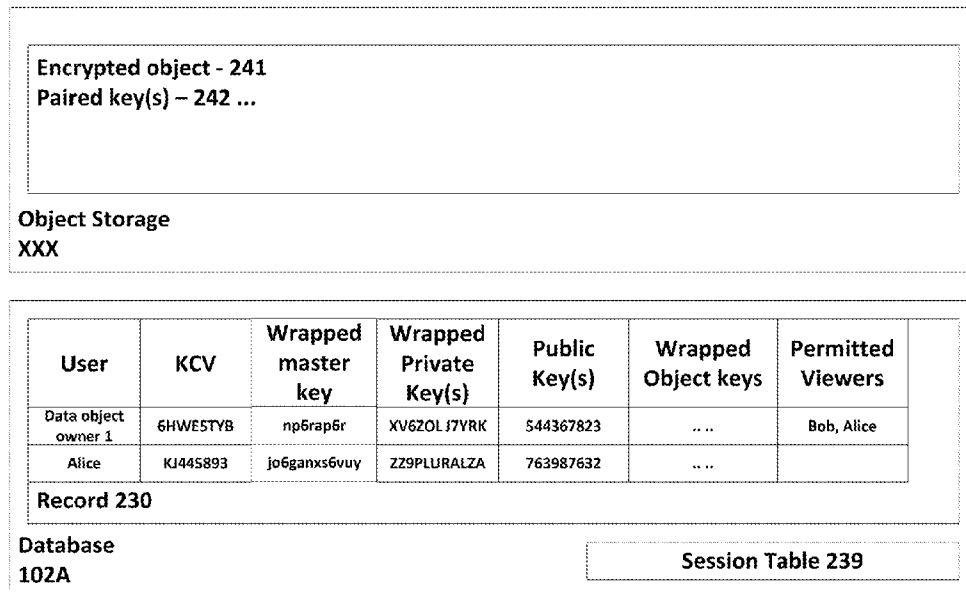 Encrypted object - 241
Paired key(s) – 242 ...
Object Storage
XXX
User KCV Wrapped master key Wrapped Private Key(s) Public Key(s) Wrapped Object keys Permitted Viewers
Data object owner 1 6HWE5TYB np6rap6r 544367823 .. .. Bob, Alice
Alice KJ445893 jo6ganxs6vuy ZZ9PLURALZA 763987632 .. ..
Record 230
Database
102A
Session Table 239